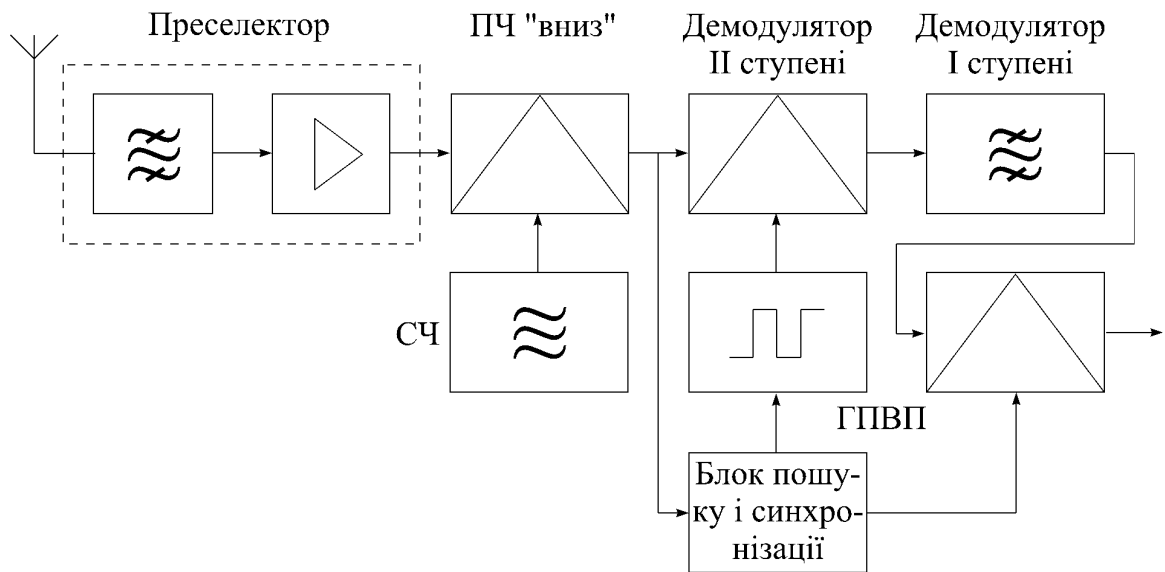 Преселектор
ПЧ "вниз"
Демодулятор
II ступені
Демодулятор
I ступені
СЧ
ГПВП
Блок пошу-
ку і синхро-
нізації